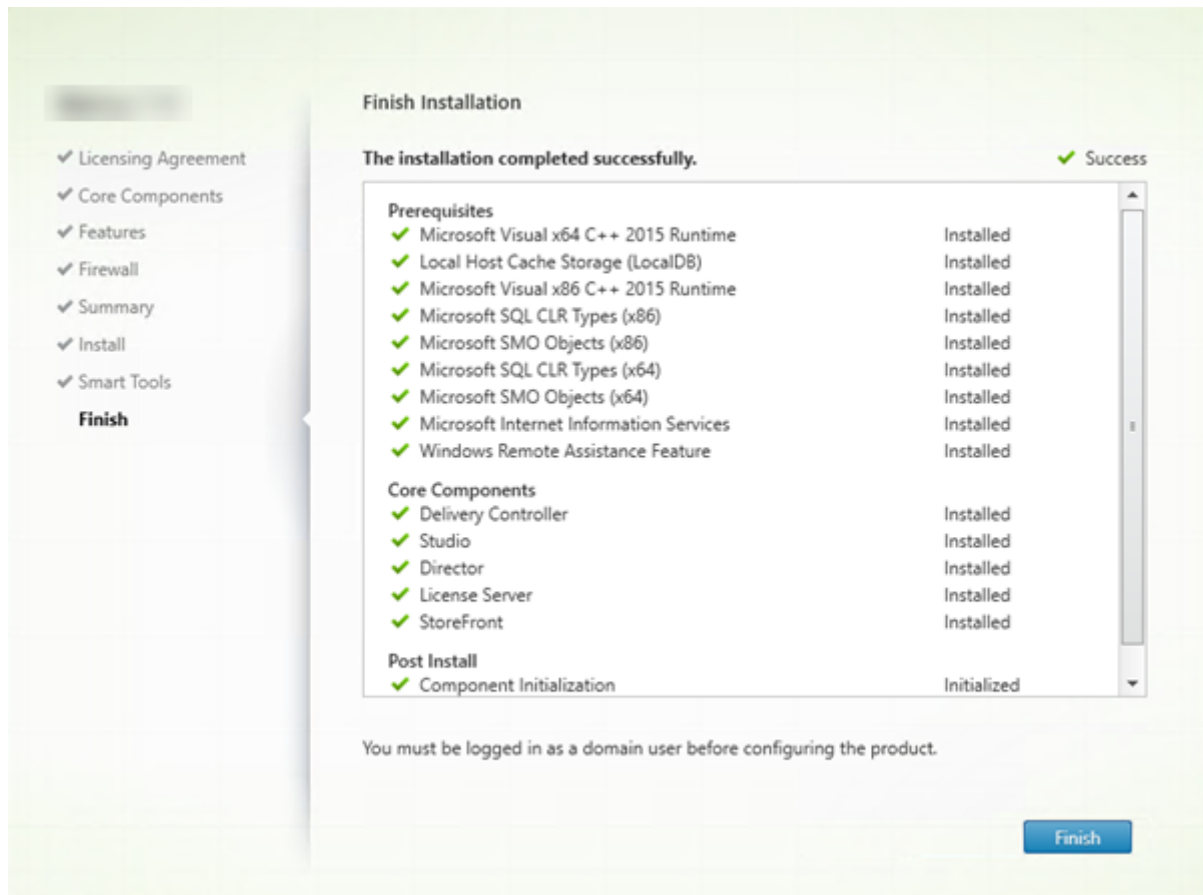 Finish Installation
Licensing Agreement
Core Components
Features
Firewall
Summary
Install
Smart Tools
Finish
The installation completed successfully. Success
Prerequisites
Microsoft Visual x64 C++ 2015 Runtime Installed
Local Host Cache Storage (LocalDB) Installed
Microsoft Visual x86 C++ 2015 Runtime Installed
Microsoft SQL CLR Types (x86) Installed
Microsoft SMO Objects (x86) Installed
Microsoft SQL CLR Types (x64) Installed
Microsoft SMO Objects (x64) Installed
Microsoft Internet Information Services Installed
Windows Remote Assistance Feature Installed
Core Components
Delivery Controller Installed
Studio Installed
Director Installed
License Server Installed
StoreFront Installed
Post Install
Component Initialization Initialized
You must be logged in as a domain user before configuring the product.
Finish